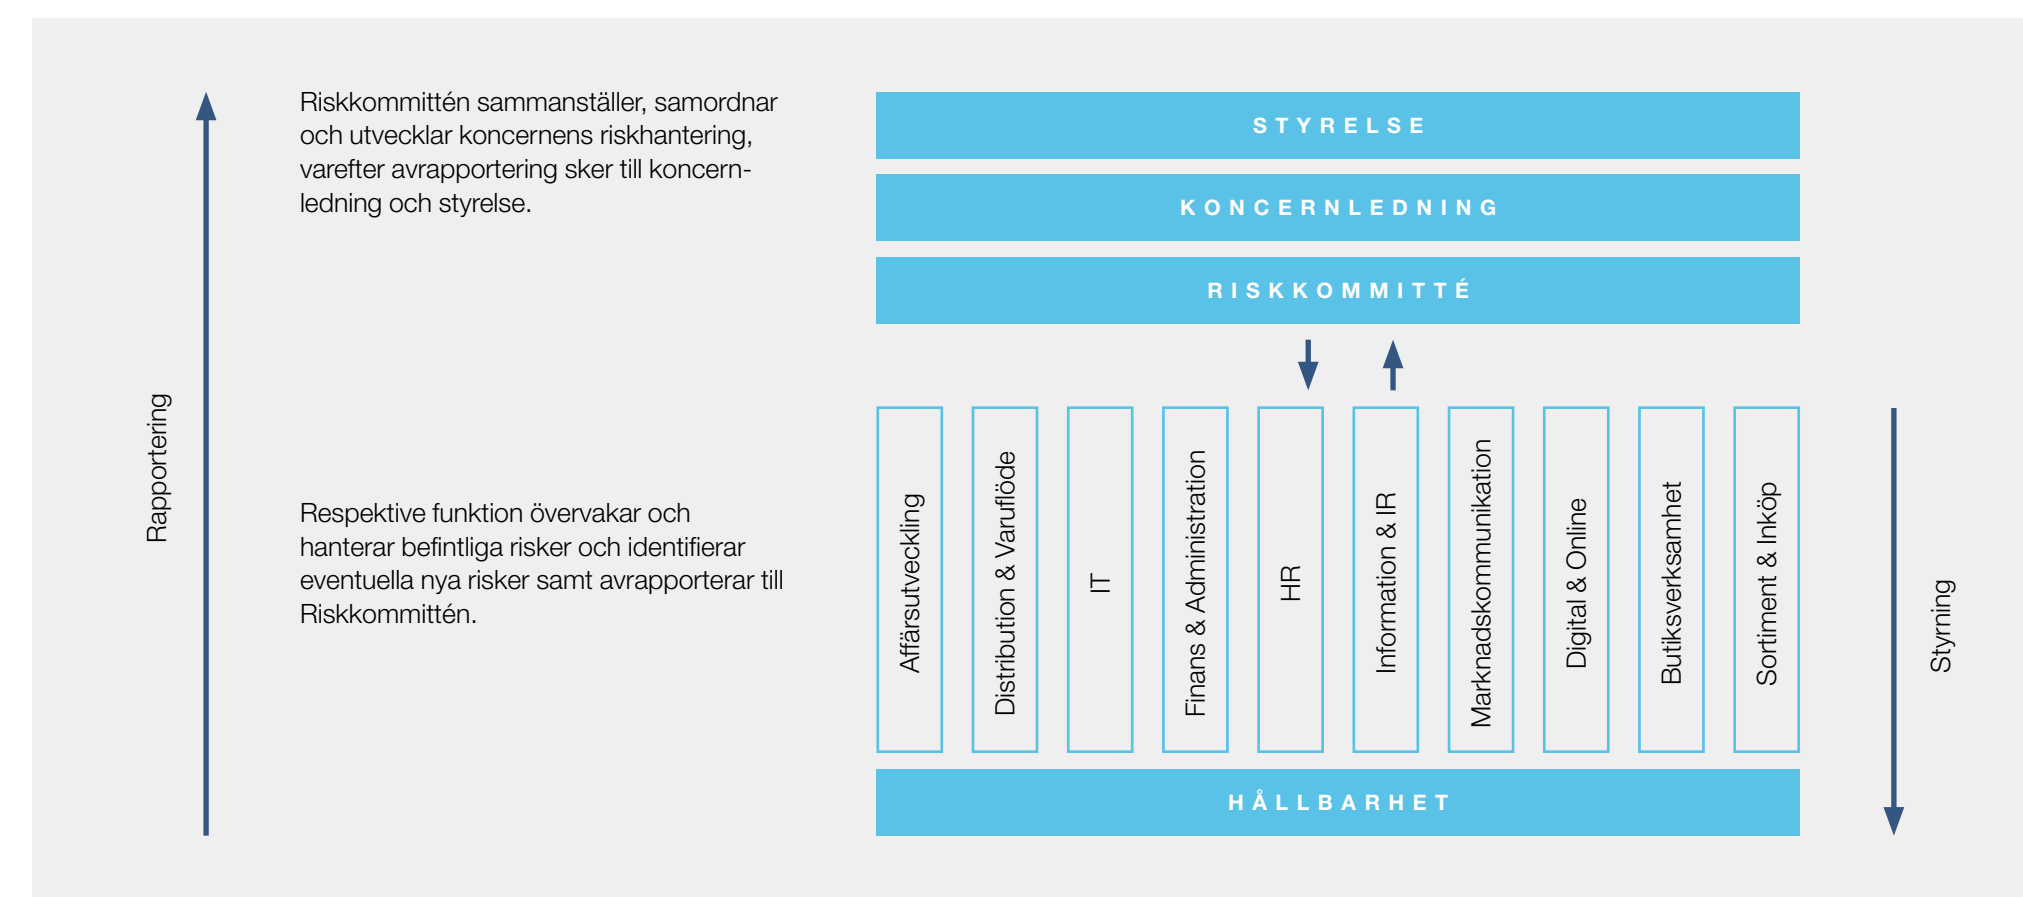 Rapportering
Riskkommittén sammanställer, samordnar
och utvecklar koncernens riskhantering,
varefter avrapportering sker till koncern-
ledning och styrelse.
Respektive funktion övervakar och
hanterar befintliga risker och identifierar
eventuella nya risker samt avrapporterar till
Riskkommittén.
STYRELSE
KONCERNLEDNING
RISKKOMMITTÉ
Affärsutveckling
Distribution & Varuflöde
IT
Finans & Administration
HR
Information & IR
Marknadskommunikation
Digital & Online
Butiksverksamhet
Sortiment & Inköp
HÅLLBARHET
Styrning